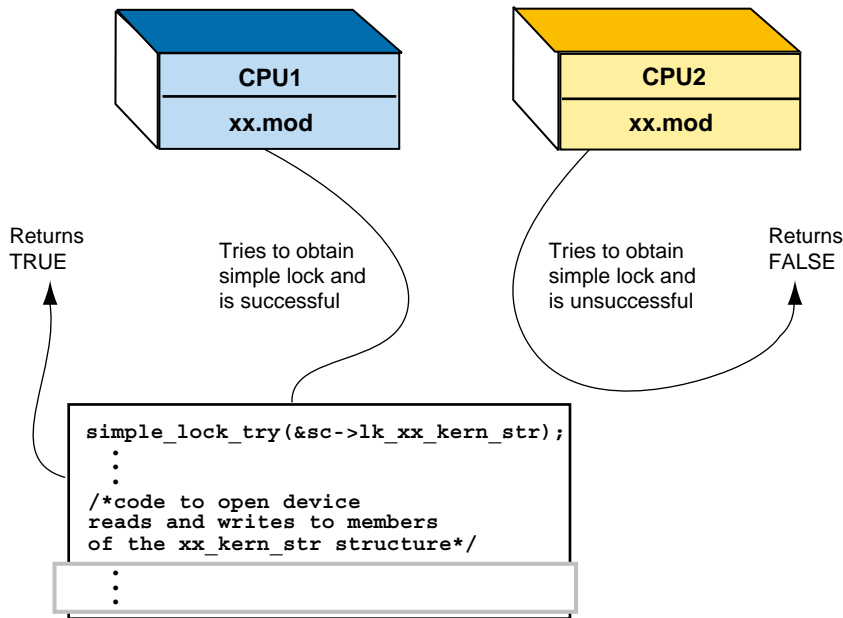 CPU1
xx.mod
CPU2
xx.mod
Returns
TRUE
Tries to obtain
simple lock and
is successful
Tries to obtain
simple lock and
is unsuccessful
Returns
FALSE
simple_lock_try(&sc->lk_xx_kern_str);
.
.
.
/*code to open device
reads and writes to members
of the xx_kern_str structure*/
.
.
.